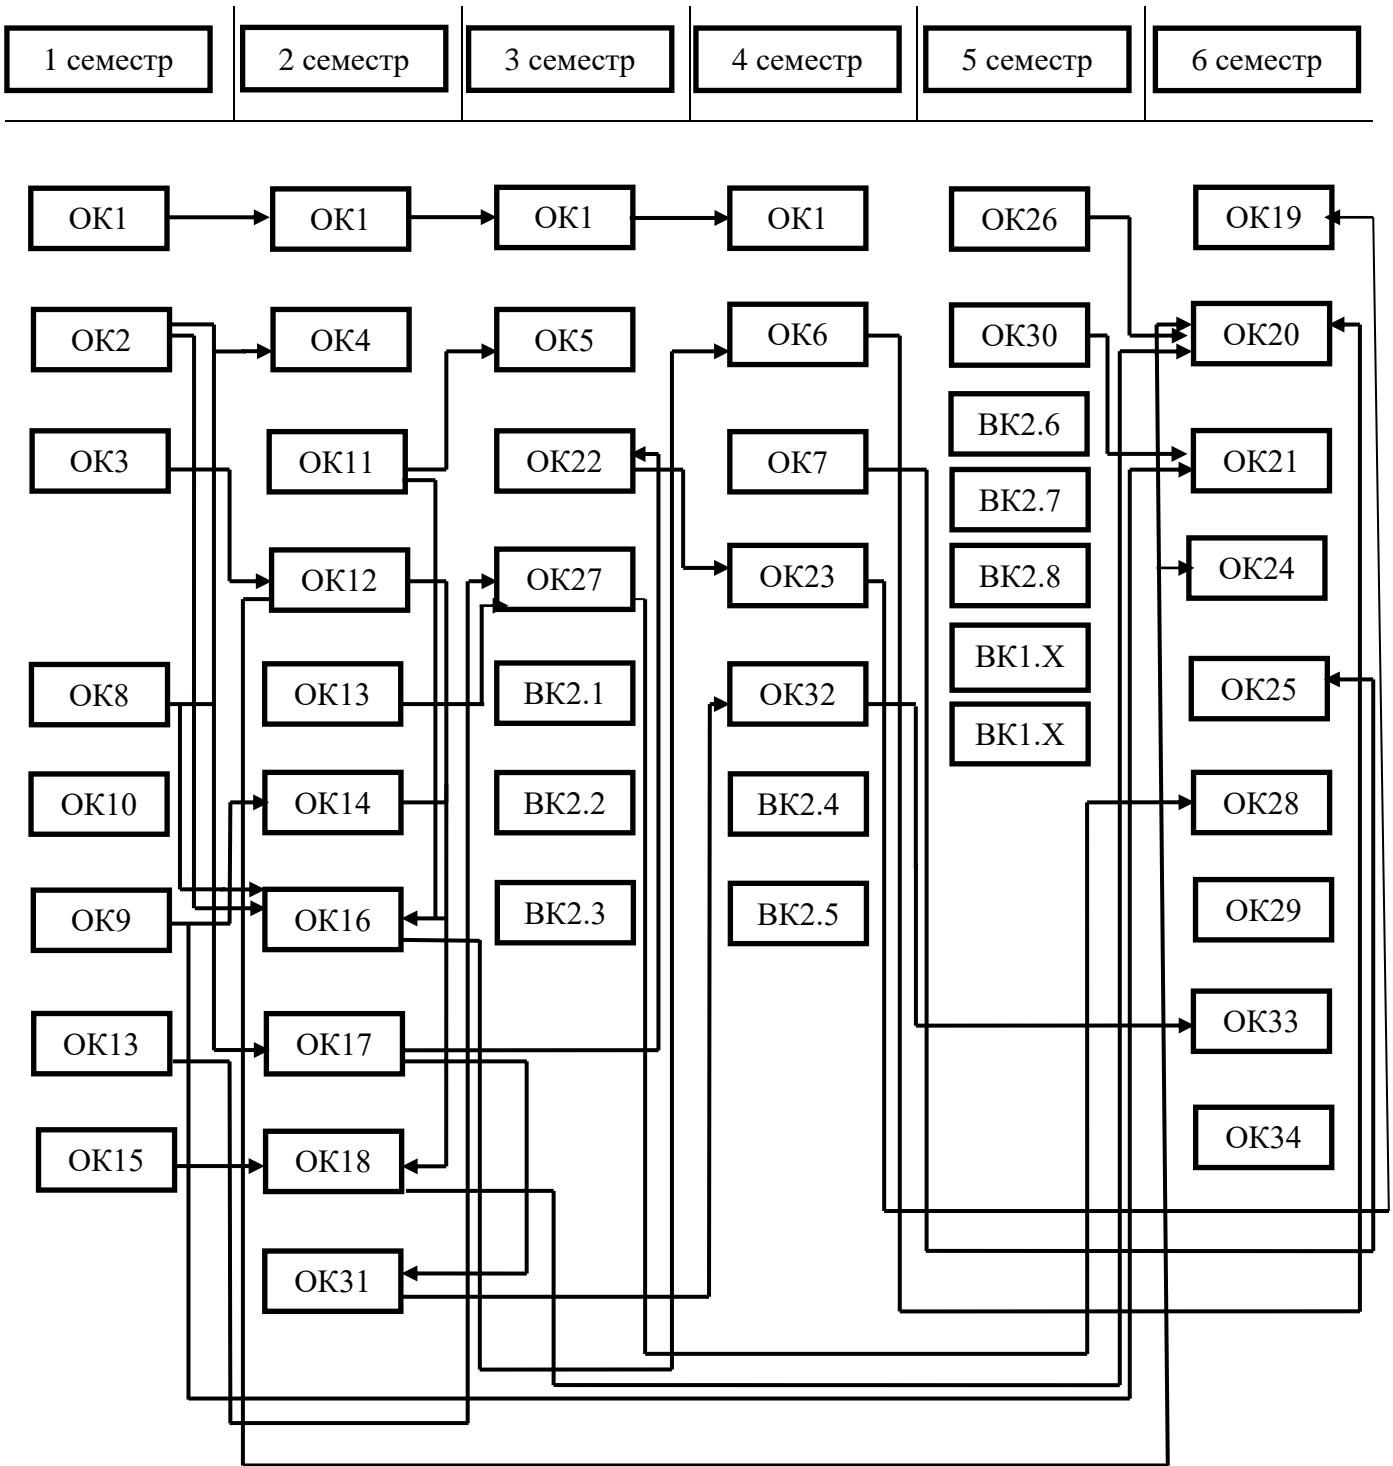 1 семестр 2 семестр 3 семестр 4 семестр 5 семестр 6 семестр
ОК1 ОК1 ОК1 ОК1 ОК26 ОК19
ОК2 ОК4 ОК5 ОК6 ОК30 ОК20
ВК2.6
ОК3 ОК11 ОК22 ОК7 ОК21
ВК2.7
ОК12 ОК27 ОК23 ВК2.8 ОК24
ВК1.Х
ОК8 ОК13 ВК2.1 ОК32 ОК25
ВК1.Х
ОК10 ОК14 ВК2.2 ВК2.4 ОК28
ОК9 ОК16 ВК2.3 ВК2.5 ОК29
ОК13 ОК17 ОК33
ОК15 ОК18 ОК34
ОК31